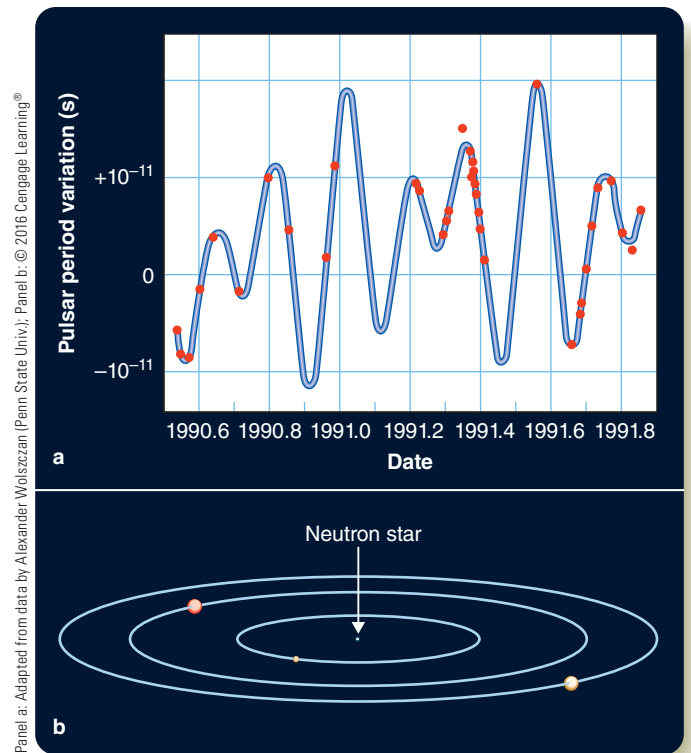 Panel a: Adapted from data by Alexander Wolszczan (Penn State Univ.); Panel b: © 2016 Cengage Learning®
Pulsar period variation (s)
+10⁻¹¹
0
−10⁻¹¹
1990.6 1990.8 1991.0 1991.2 1991.4 1991.6 1991.8
a
Date
Neutron star
b